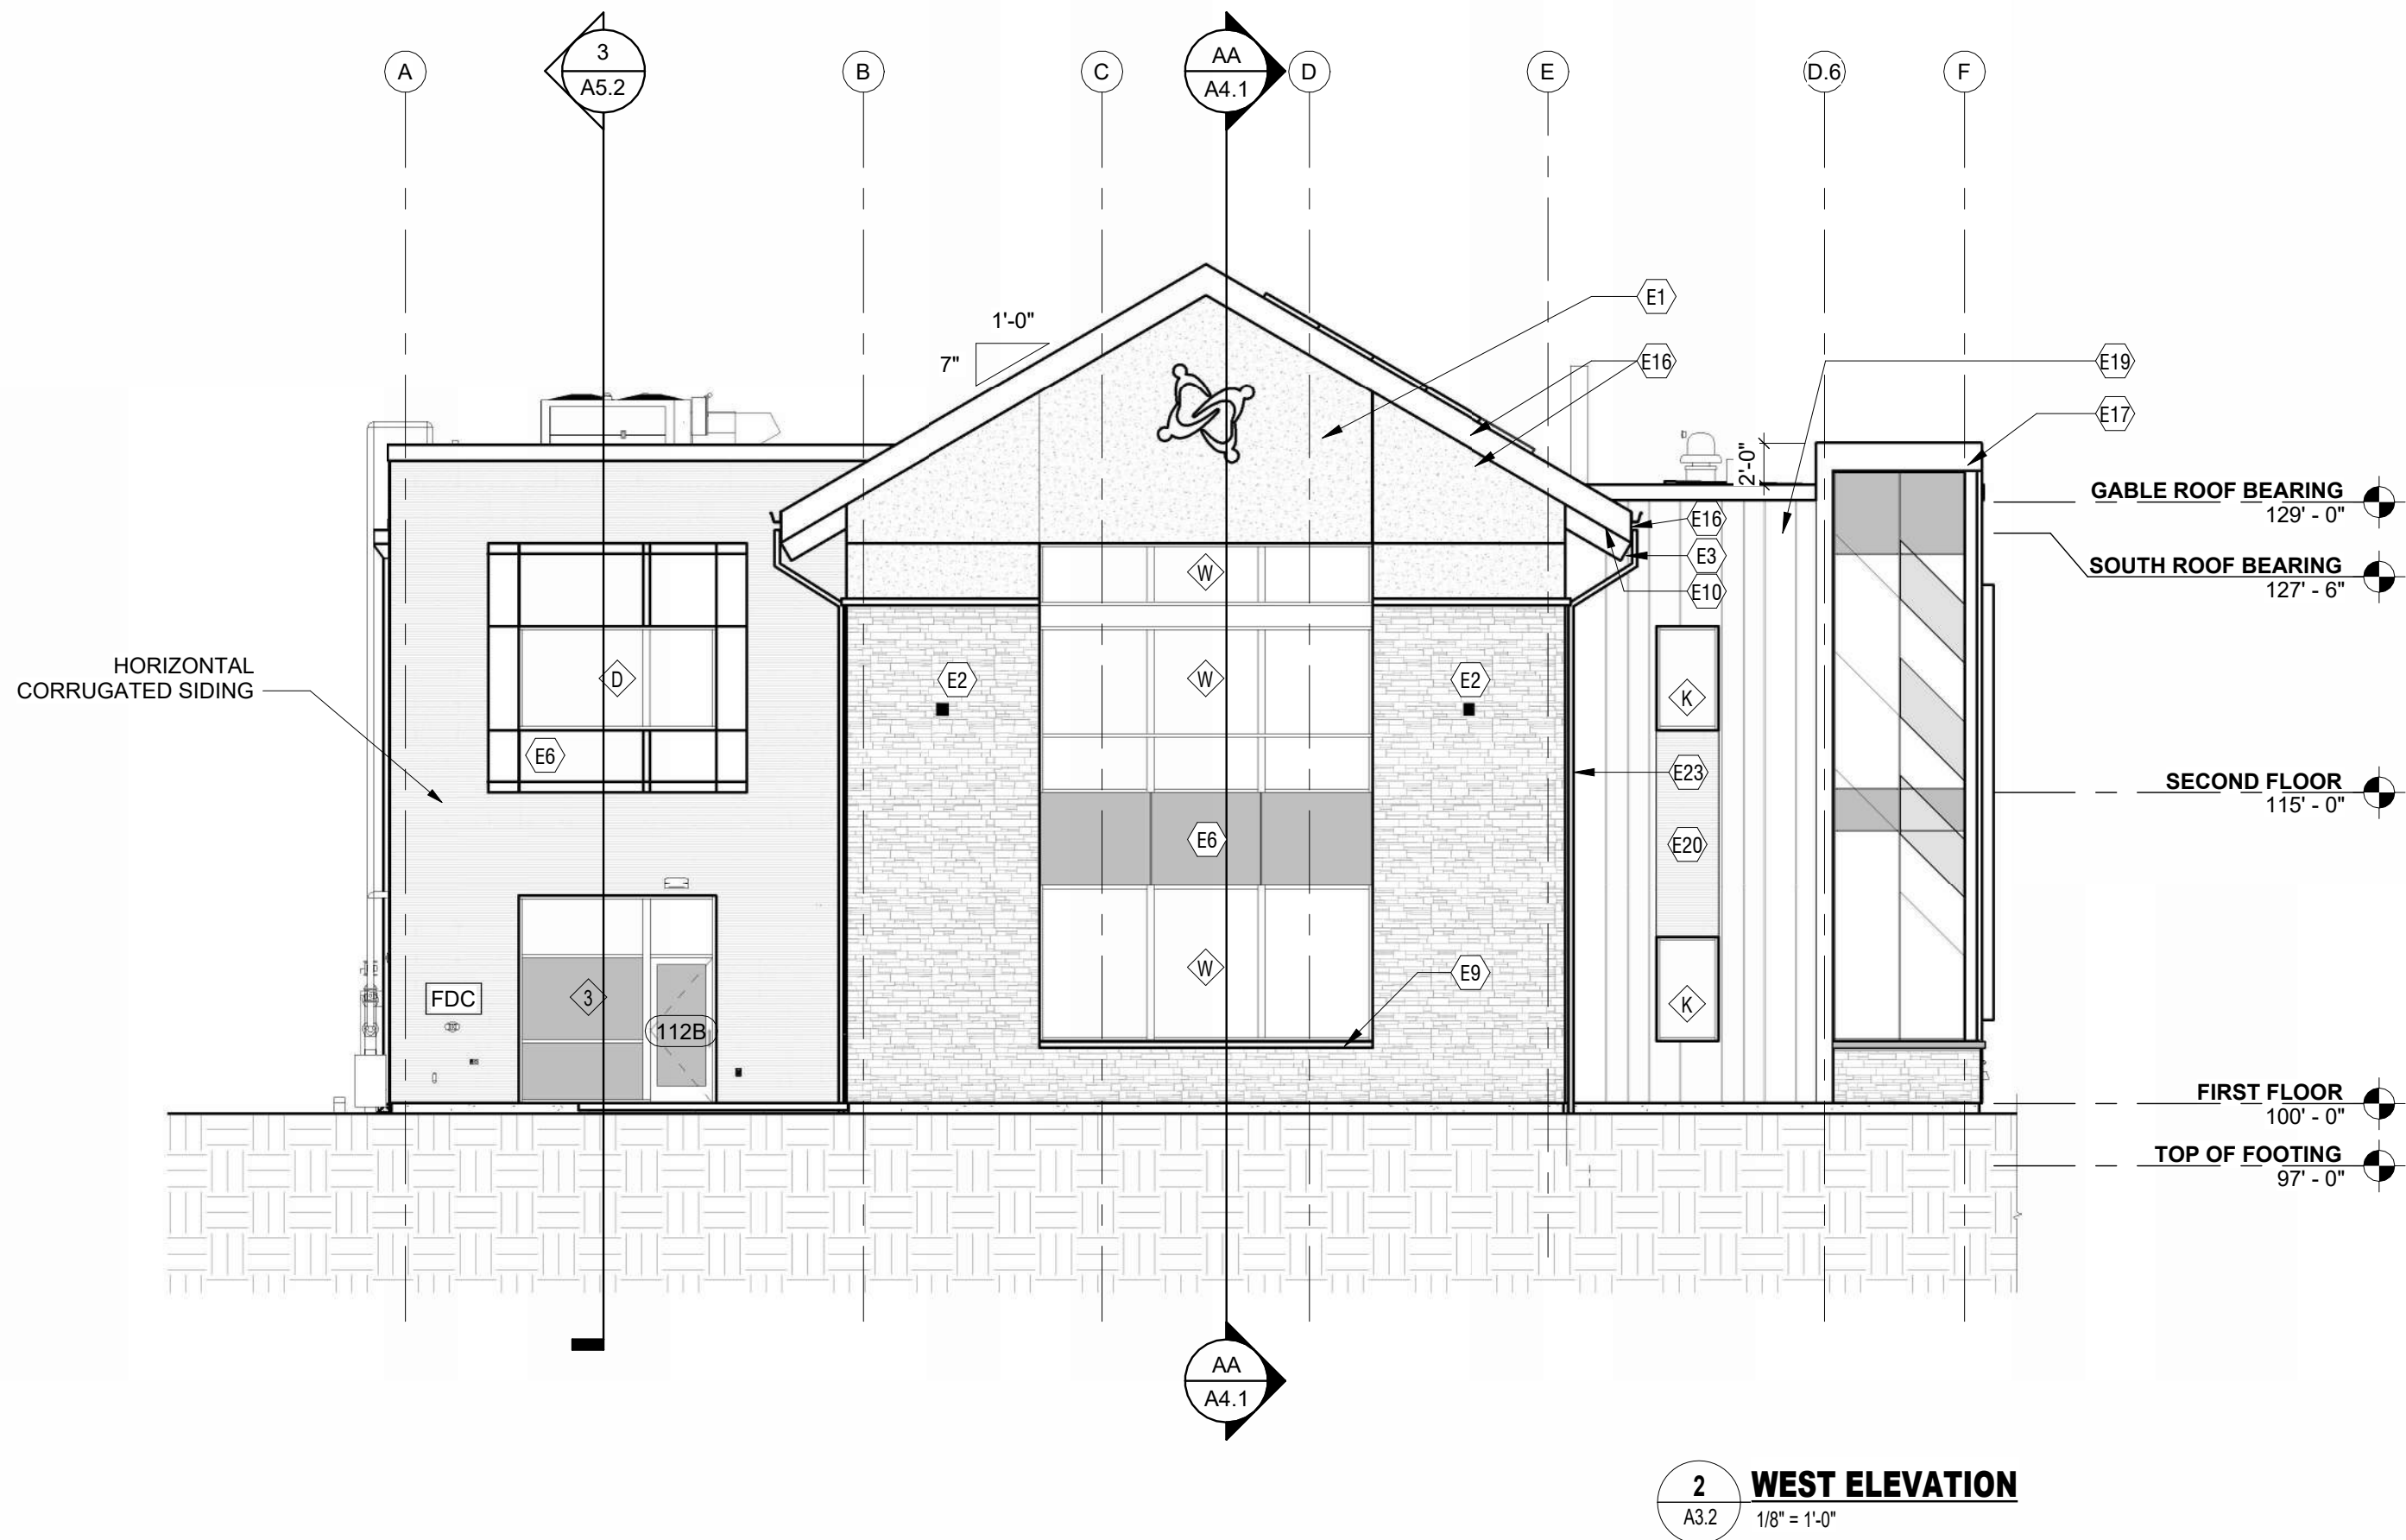 A
3
A5.2
B
C
AA
A4.1
D
E
D.6
F
1'-0"
7"
E1
E16
E19
E17
2'-0"
GABLE ROOF BEARING
129' - 0"
E16
SOUTH ROOF BEARING
127' - 6"
E3
E10
W
HORIZONTAL
CORRUGATED SIDING
D
E2
W
E2
K
E6
E23
SECOND FLOOR
115' - 0"
E6
E20
FDC
3
112B
W
E9
K
FIRST FLOOR
100' - 0"
TOP OF FOOTING
97' - 0"
AA
A4.1
2
A3.2
WEST ELEVATION
1/8" = 1'-0"